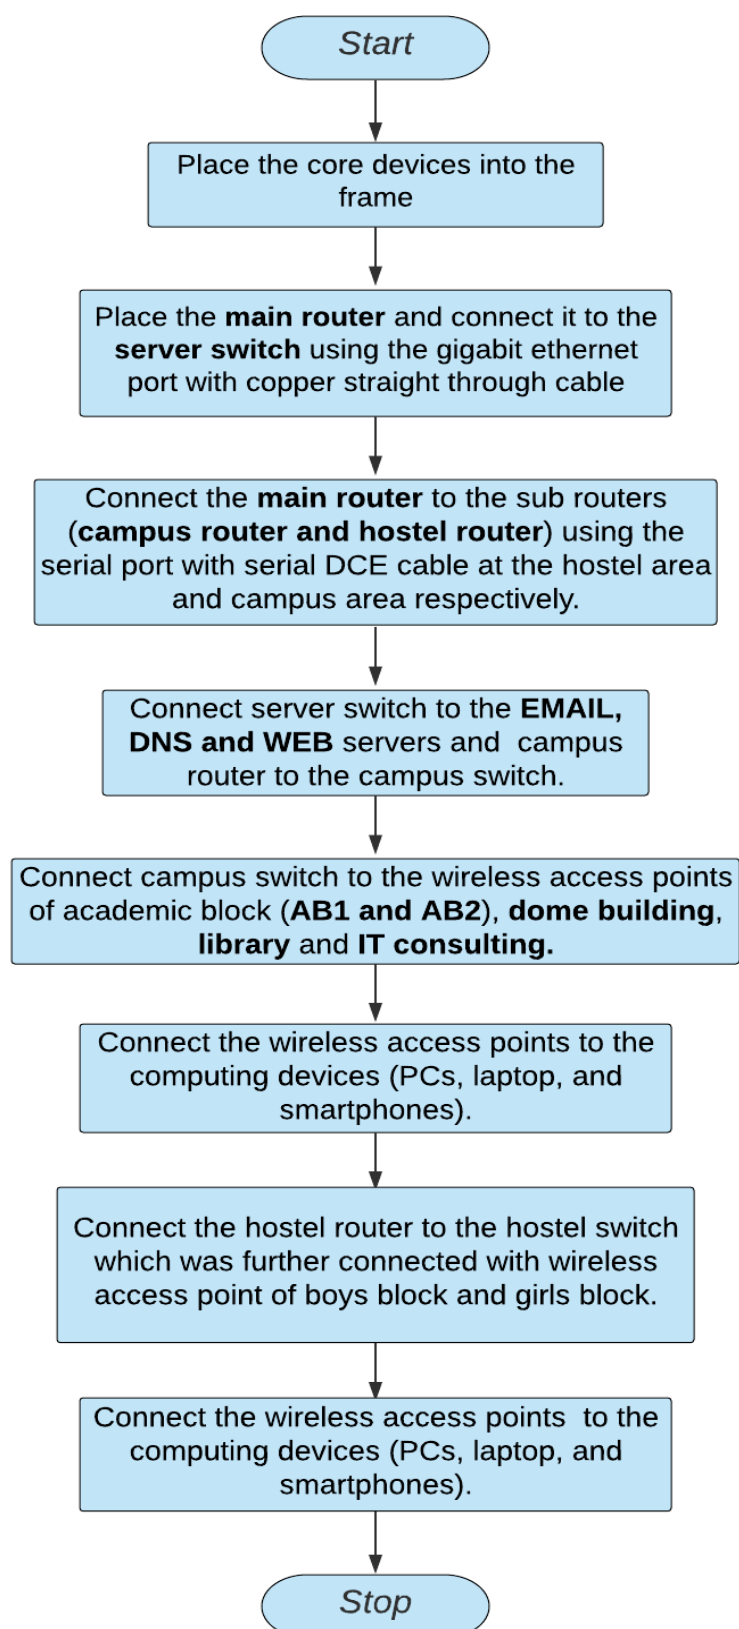 Start
Place the core devices into the
frame
Place the main router and connect it to the
server switch using the gigabit ethernet
port with copper straight through cable
Connect the main router to the sub routers
(campus router and hostel router) using the
serial port with serial DCE cable at the hostel area
and campus area respectively.
Connect server switch to the EMAIL,
DNS and WEB servers and campus
router to the campus switch.
Connect campus switch to the wireless access points
of academic block (AB1 and AB2), dome building,
library and IT consulting.
Connect the wireless access points to the
computing devices (PCs, laptop, and
smartphones).
Connect the hostel router to the hostel switch
which was further connected with wireless
access point of boys block and girls block.
Connect the wireless access points to the
computing devices (PCs, laptop, and
smartphones).
Stop